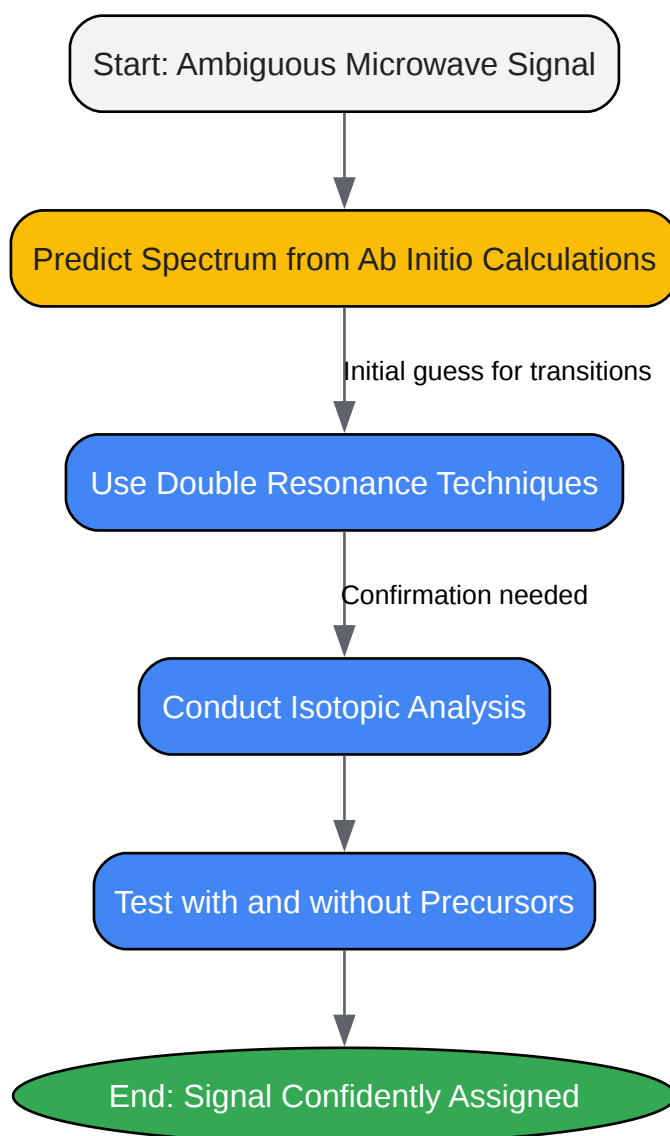 Start: Ambiguous Microwave Signal
Predict Spectrum from Ab Initio Calculations
Initial guess for transitions
Use Double Resonance Techniques
Confirmation needed
Conduct Isotopic Analysis
Test with and without Precursors
End: Signal Confidently Assigned